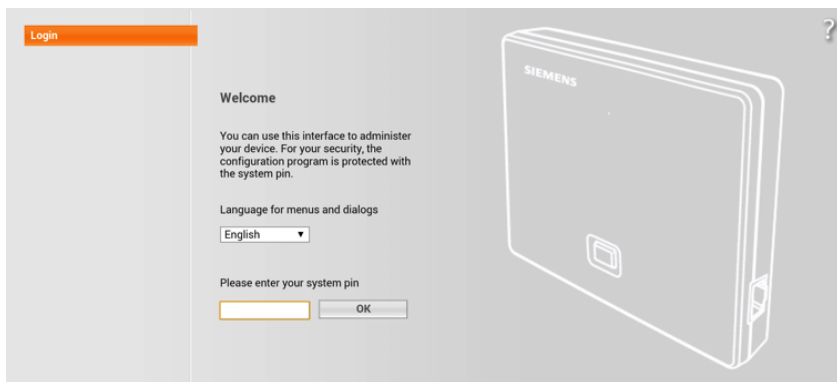 Login
?
SIEMENS
Welcome
You can use this interface to administer
your device. For your security, the
configuration program is protected with
the system pin.
Language for menus and dialogs
English
Please enter your system pin
OK